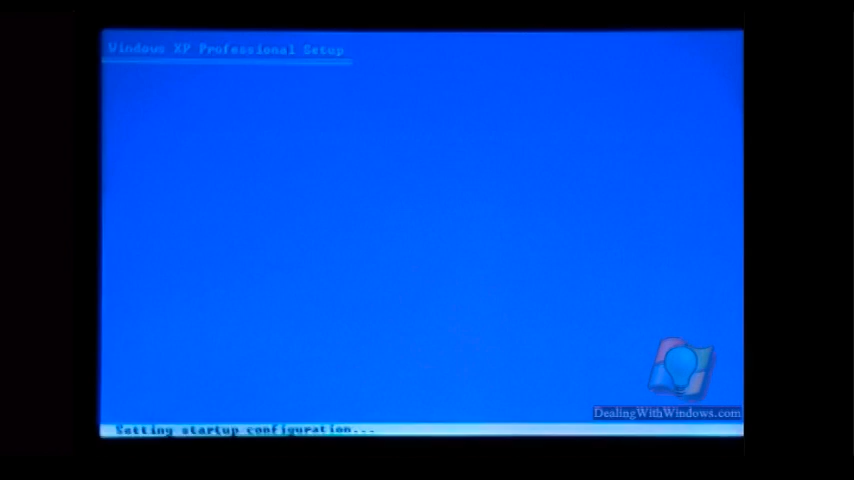 Windows XP Professional Setup
DealingWithWindows.com
Setting startup configuration...